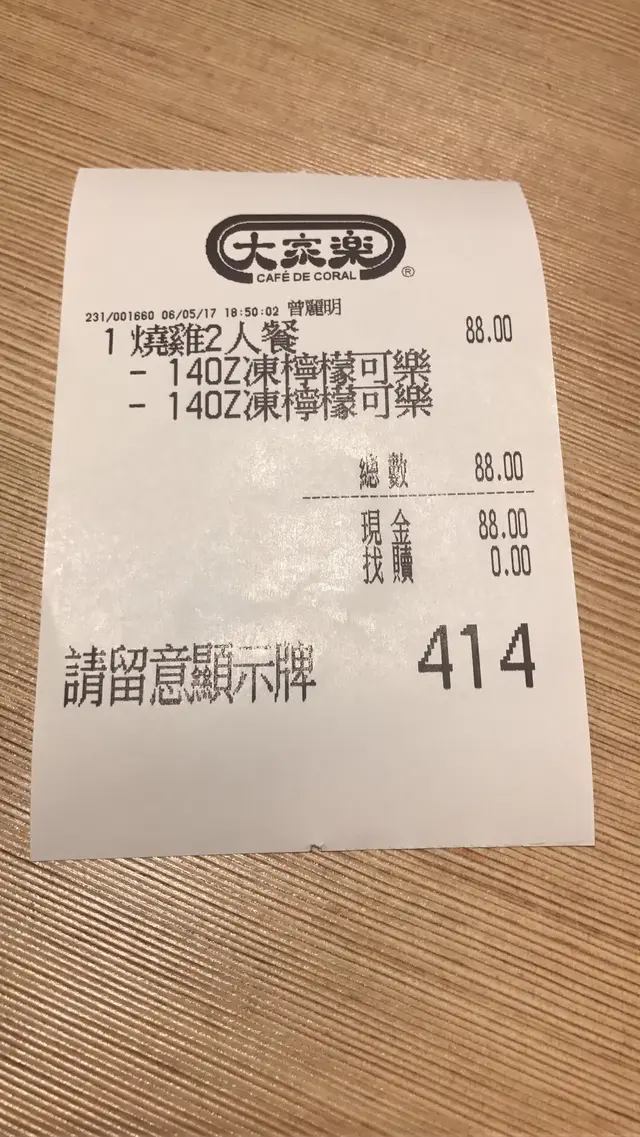 大家樂
CAFÉ DE CORAL ®
231/001660 06/05/17 18:50:02 曾麗明
1 燒雞2人餐 88.00
- 14OZ凍檸檬可樂
- 14OZ凍檸檬可樂
總數 88.00
現金 88.00
找贖 0.00
請留意顯示牌 414